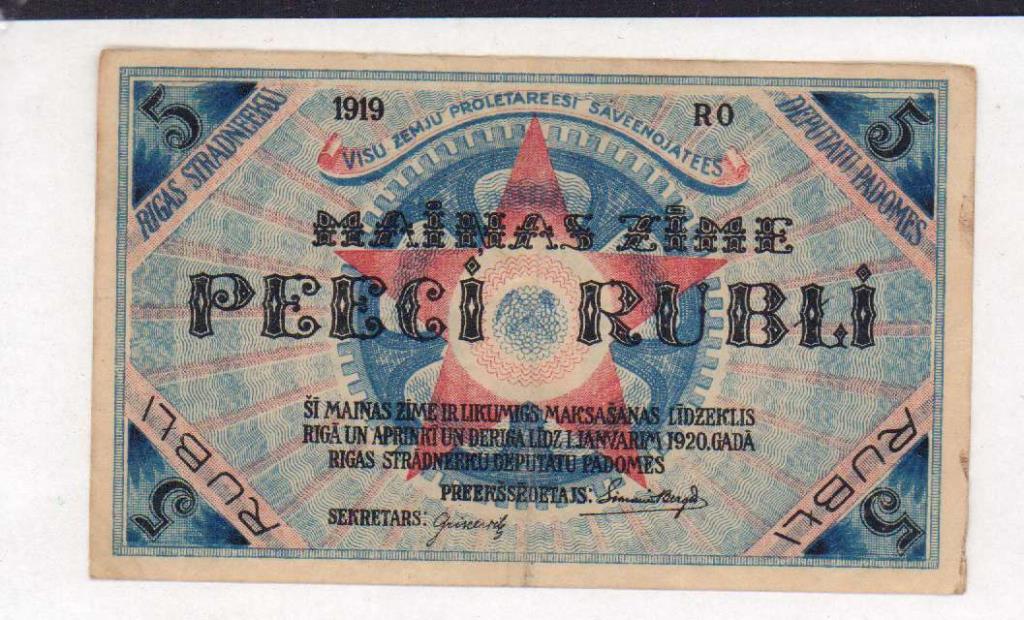 5
5
RIGAS STRADNEEKU
DEPUTATU PADOMES
1919
RO
VISU ZEMJU PROLETAREESI SAVEENOJATEES
MAIŅAS ZĪME
PEECI RUBĻI
ŠĪ MAINAS ZĪME IR LIKUMIGS MAKSAŠANAS LĪDZEKLIS
RIGĀ UN APRINKĪ UN DERIGA LĪDZ 1. JANVARIM 1920. GADĀ
RIGAS STRĀDNEEKU DEPUTATU PADOMES
PREEKŠSĒDETAJS:
SEKRETARS:
RUBĻI
RUBĻI
5
5